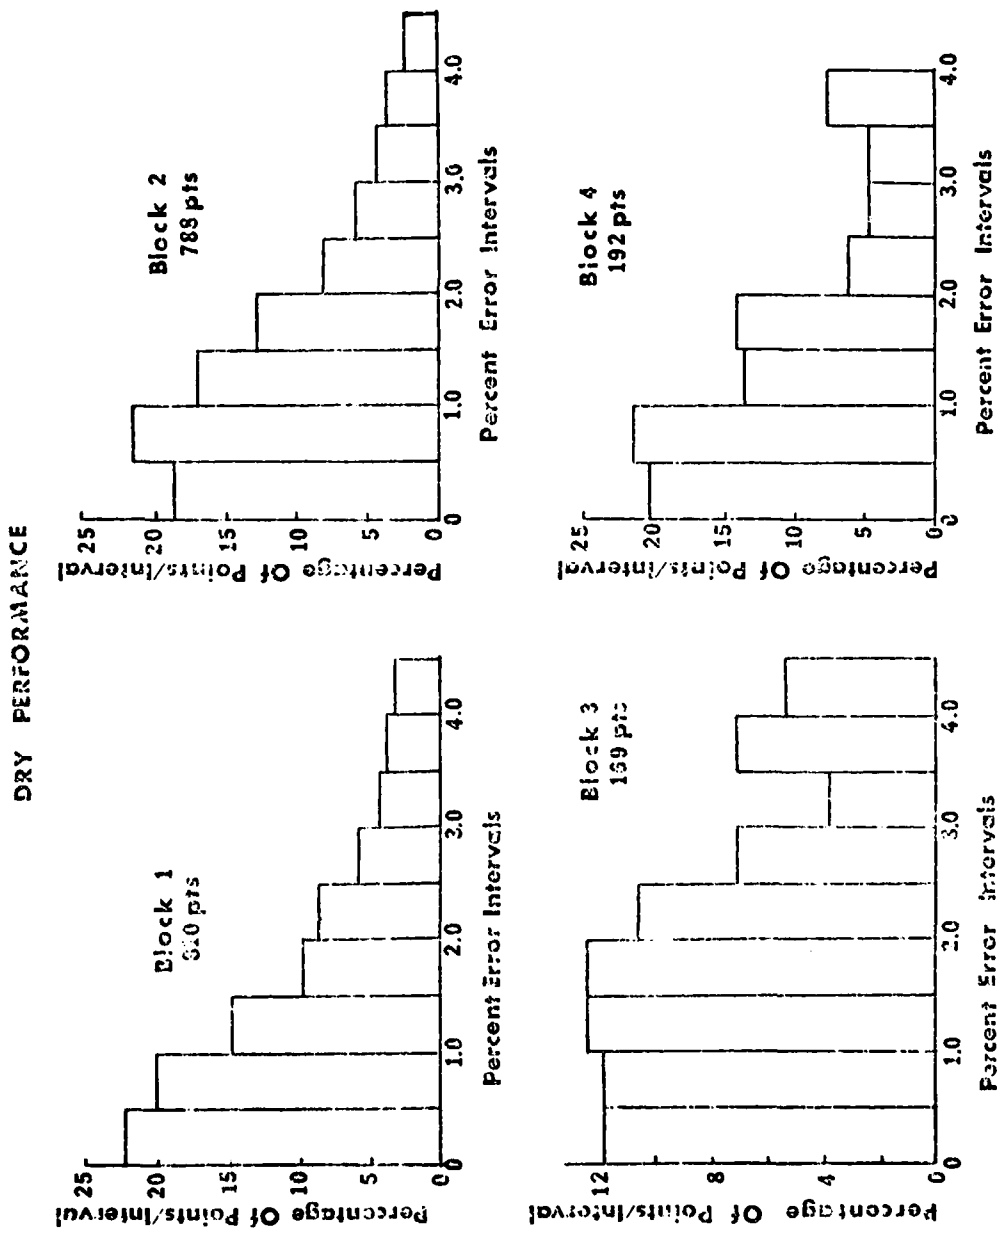 DRY PERFORMANCE
Block 1
pts
25
20
15
10
5
0
Percentage Of Points/Interval
0
1.0
2.0
3.0
4.0
Percent Error Intervals
Block 2
788 pts
25
20
15
10
5
0
Percentage Of Points/Interval
0
1.0
2.0
3.0
4.0
Percent Error Intervals
Block 3
pts
12
8
4
0
Percentage Of Points/Interval
0
1.0
2.0
3.0
4.0
Percent Error Intervals
Block 4
192 pts
25
20
15
10
5
0
Percentage Of Points/Interval
0
1.0
2.0
3.0
4.0
Percent Error Intervals